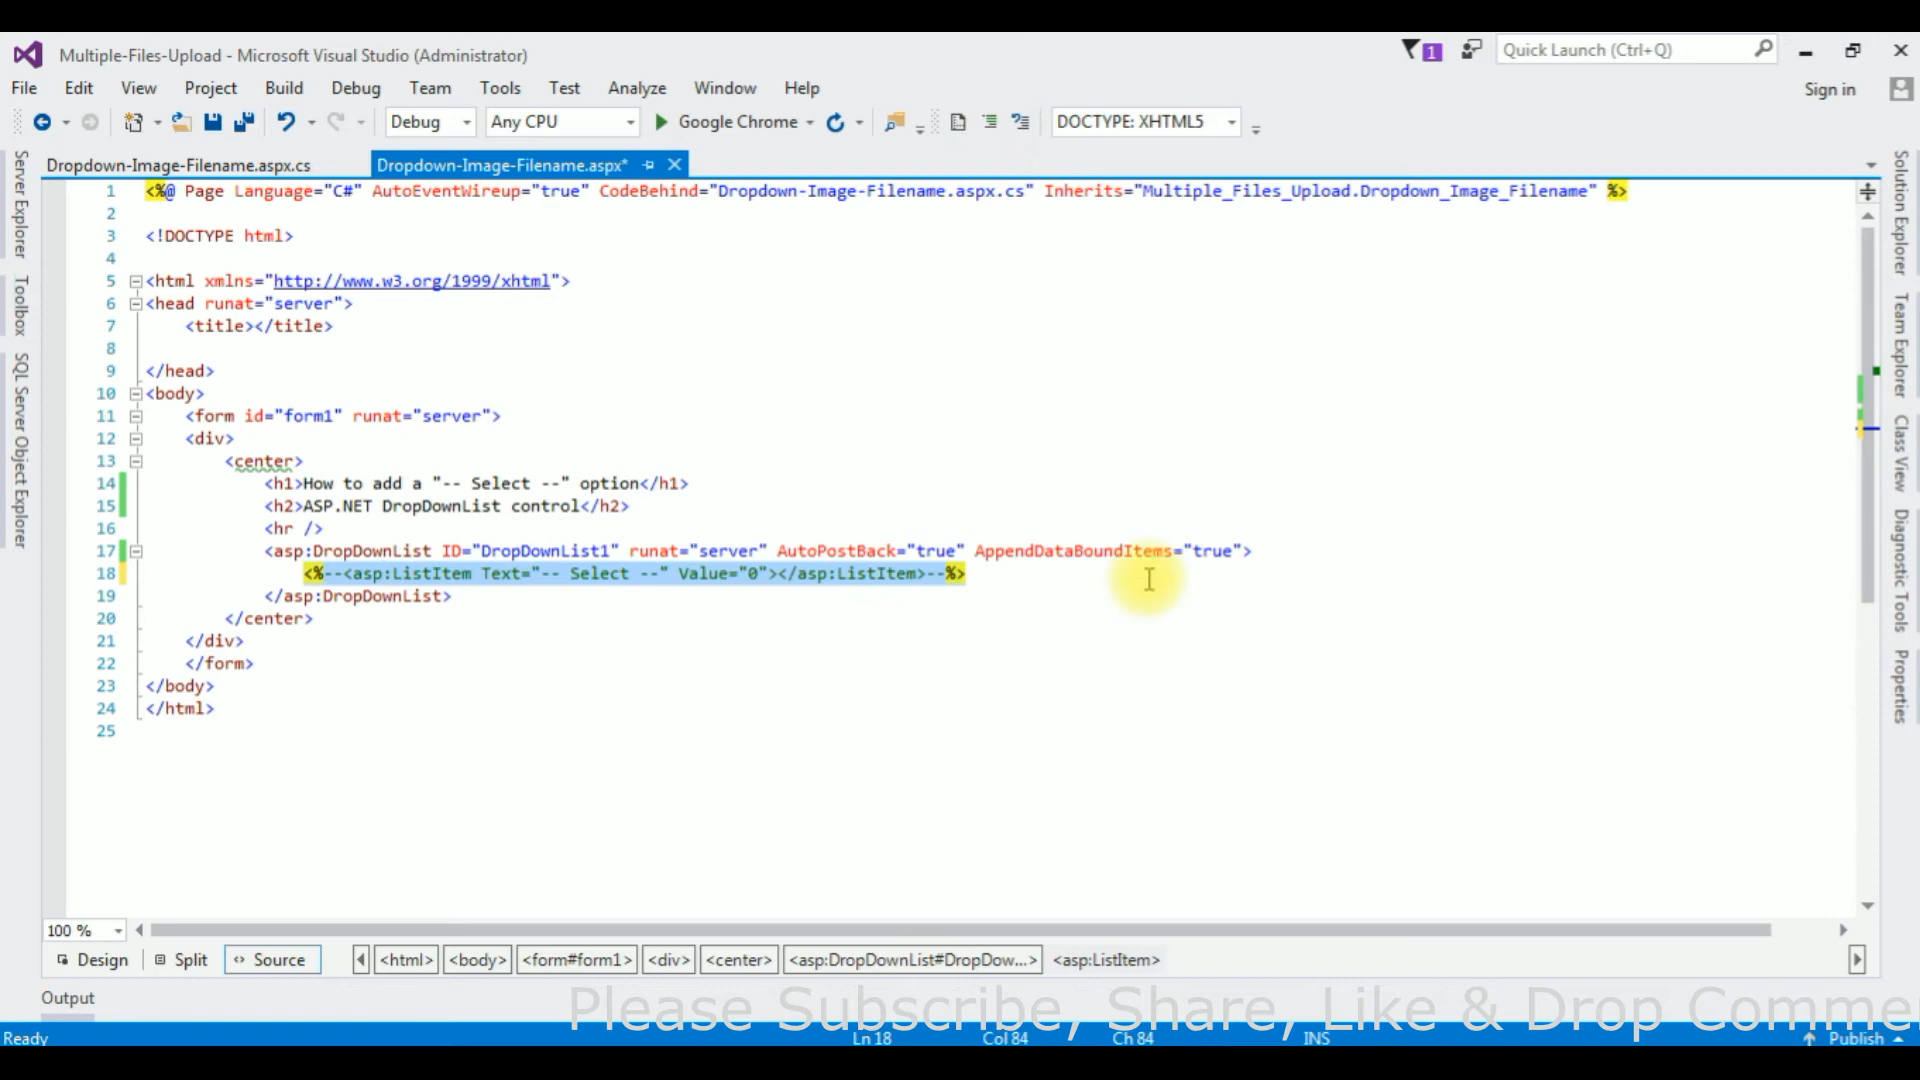 Multiple-Files-Upload - Microsoft Visual Studio (Administrator)
1
Quick Launch (Ctrl+Q)
File Edit View Project Build Debug Team Tools Test Analyze Window Help
Sign in
Debug Any CPU Google Chrome DOCTYPE: XHTML5
Dropdown-Image-Filename.aspx.cs Dropdown-Image-Filename.aspx*
1 <%@ Page Language="C#" AutoEventWireup="true" CodeBehind="Dropdown-Image-Filename.aspx.cs" Inherits="Multiple_Files_Upload.Dropdown_Image_Filename" %>
2
3 <!DOCTYPE html>
4
5 <html xmlns="http://www.w3.org/1999/xhtml">
6 <head runat="server">
7 <title></title>
8
9 </head>
10 <body>
11 <form id="form1" runat="server">
12 <div>
13 <center>
14 <h1>How to add a "-- Select --" option</h1>
15 <h2>ASP.NET DropDownList control</h2>
16 <hr />
17 <asp:DropDownList ID="DropDownList1" runat="server" AutoPostBack="true" AppendDataBoundItems="true">
18 <%--<asp:ListItem Text="-- Select --" Value="0"></asp:ListItem>--%>
19 </asp:DropDownList>
20 </center>
21 </div>
22 </form>
23 </body>
24 </html>
25
Server Explorer
Toolbox
SQL Server Object Explorer
Solution Explorer
Team Explorer
Class View
Diagnostic Tools
Properties
100 %
Design Split Source <html> <body> <form#form1> <div> <center> <asp:DropDownList#DropDow...> <asp:ListItem>
Output
Please Subscribe, Share, Like & Drop Comme
Ready Ln 18 Col 84 Ch 84 INS Publish